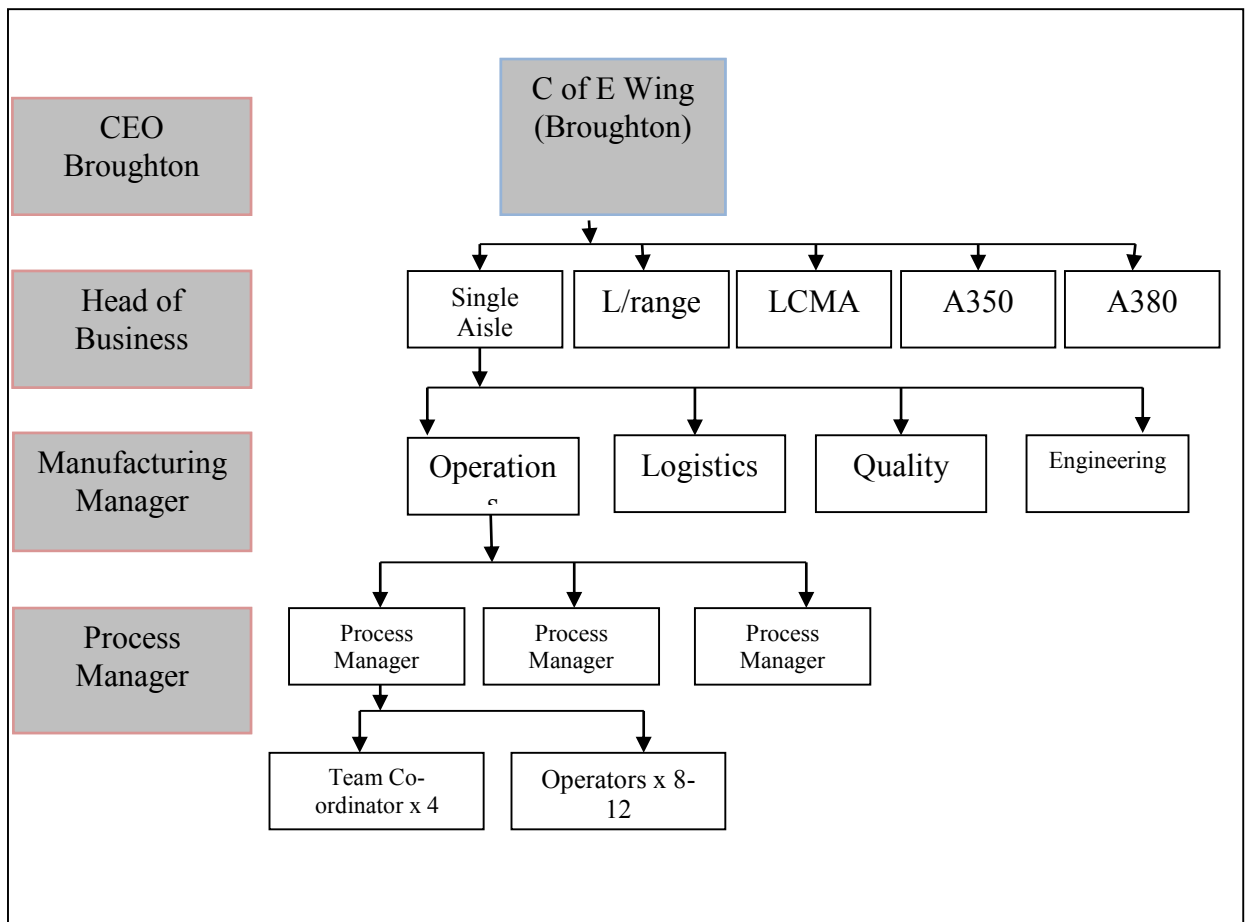 C of E Wing
(Broughton)
CEO
Broughton
Head of
Business
Single
Aisle
L/range
LCMA
A350
A380
Manufacturing
Manager
Operation
s
Logistics
Quality
Engineering
Process
Manager
Process
Manager
Process
Manager
Process
Manager
Team Co-
ordinator x 4
Operators x 8-
12